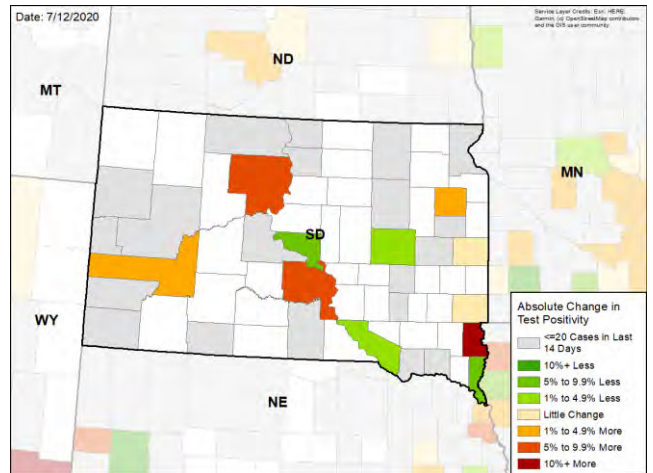 Date: 7/12/2020
Service Layer Credits: Esri, HERE,
Garmin, (c) OpenStreetMap contributors
and the GIS user community
ND
MT
MN
SD
WY
NE
Absolute Change in
Test Positivity
<=20 Cases in Last
14 Days
10%+ Less
5% to 9.9% Less
1% to 4.9% Less
Little Change
1% to 4.9% More
5% to 9.9% More
10%+ More